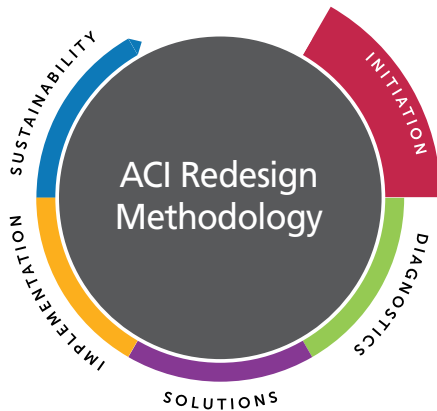 ACI Redesign
Methodology
INITIATION
DIAGNOSTICS
SOLUTIONS
IMPLEMENTATION
SUSTAINABILITY